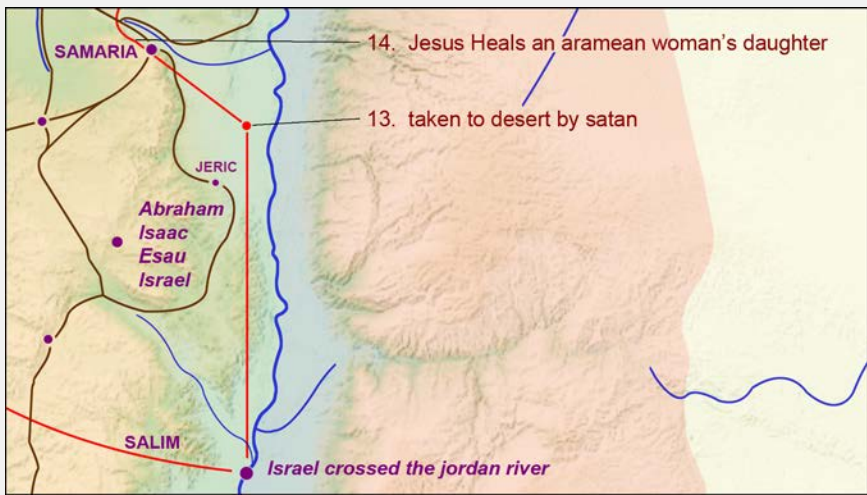 14. Jesus Heals an aramean woman's daughter
SAMARIA
13. taken to desert by satan
JERIC
Abraham
Isaac
Esau
Israel
SALIM
Israel crossed the jordan river